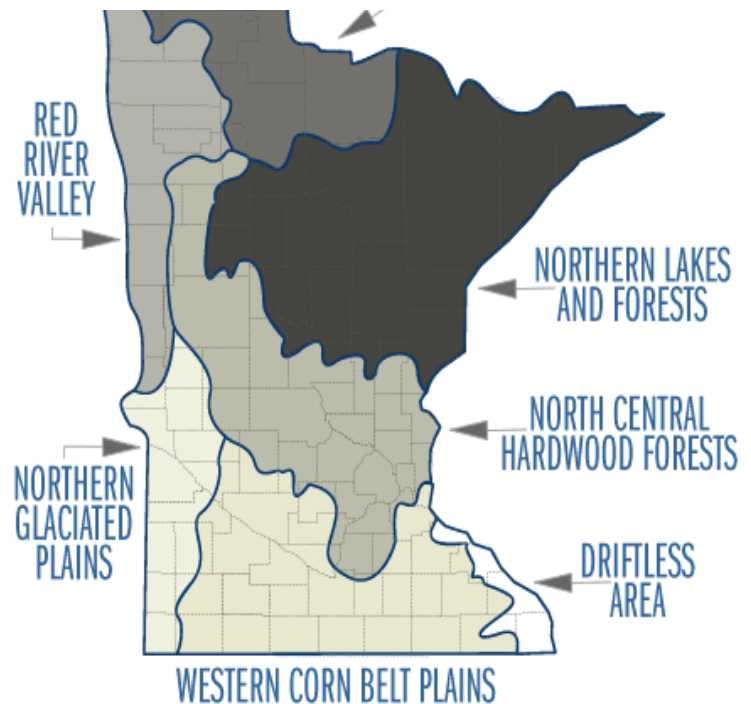 RED
RIVER
VALLEY
NORTHERN LAKES
AND FORESTS
NORTH CENTRAL
HARDWOOD FORESTS
NORTHERN
GLACIATED
PLAINS
DRIFTLESS
AREA
WESTERN CORN BELT PLAINS